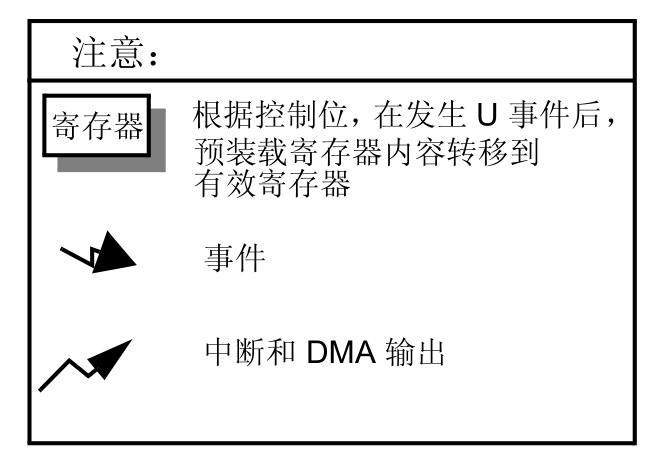 注意：
寄存器
根据控制位，在发生 U 事件后，
预装载寄存器内容转移到
有效寄存器
事件
中断和 DMA 输出